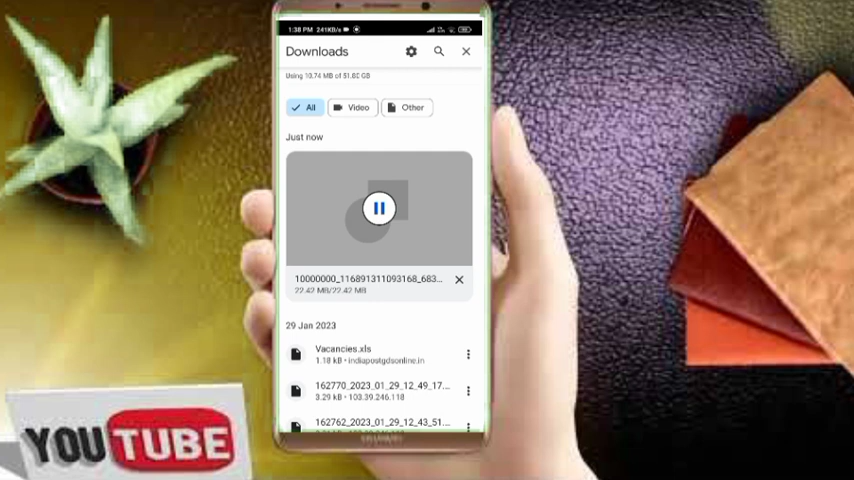 1:38 PM 241KB/s
Downloads
Using 10.74 MB of 51.82 GB
All
Video
Other
Just now
10000000_116891311093168_683...
22.42 MB/22.42 MB
29 Jan 2023
Vacancies.xls
1.18 kB • indiapostgdsonline.in
162770_2023_01_29_12_49_17...
3.29 kB • 103.39.246.118
162762_2023_01_29_12_43_51...
YOUTUBE